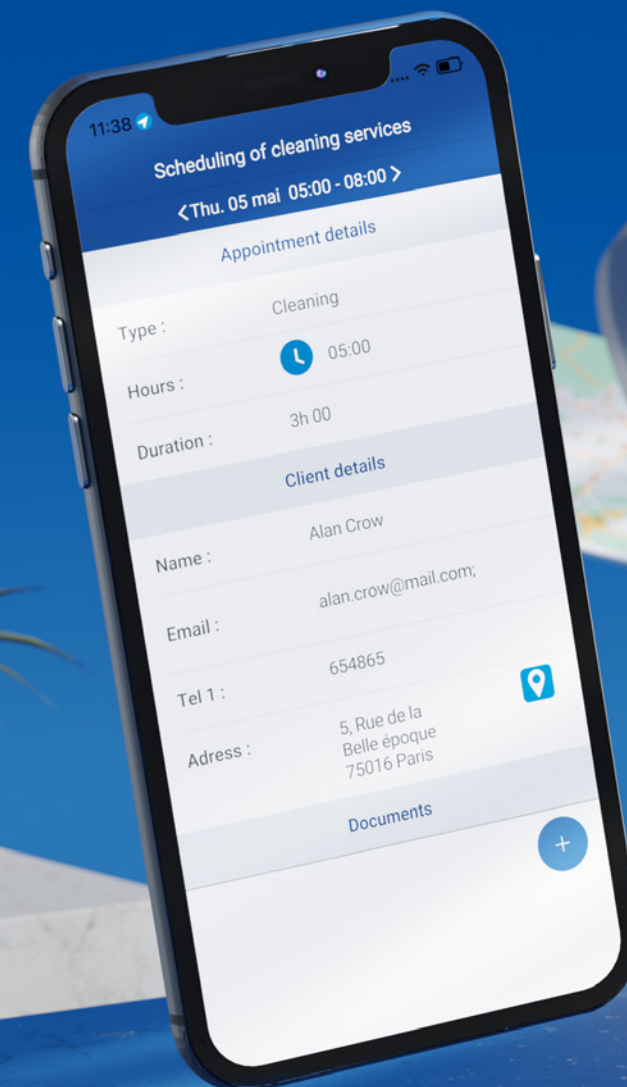 11:38
Scheduling of cleaning services
<Thu. 05 mai 05:00 - 08:00 >
Appointment details
Type : Cleaning
Hours : 05:00
Duration : 3h 00
Client details
Name : Alan Crow
Email : alan.crow@mail.com;
Tel 1 : 654865
Adress : 5, Rue de la
Belle époque
75016 Paris
Documents
+